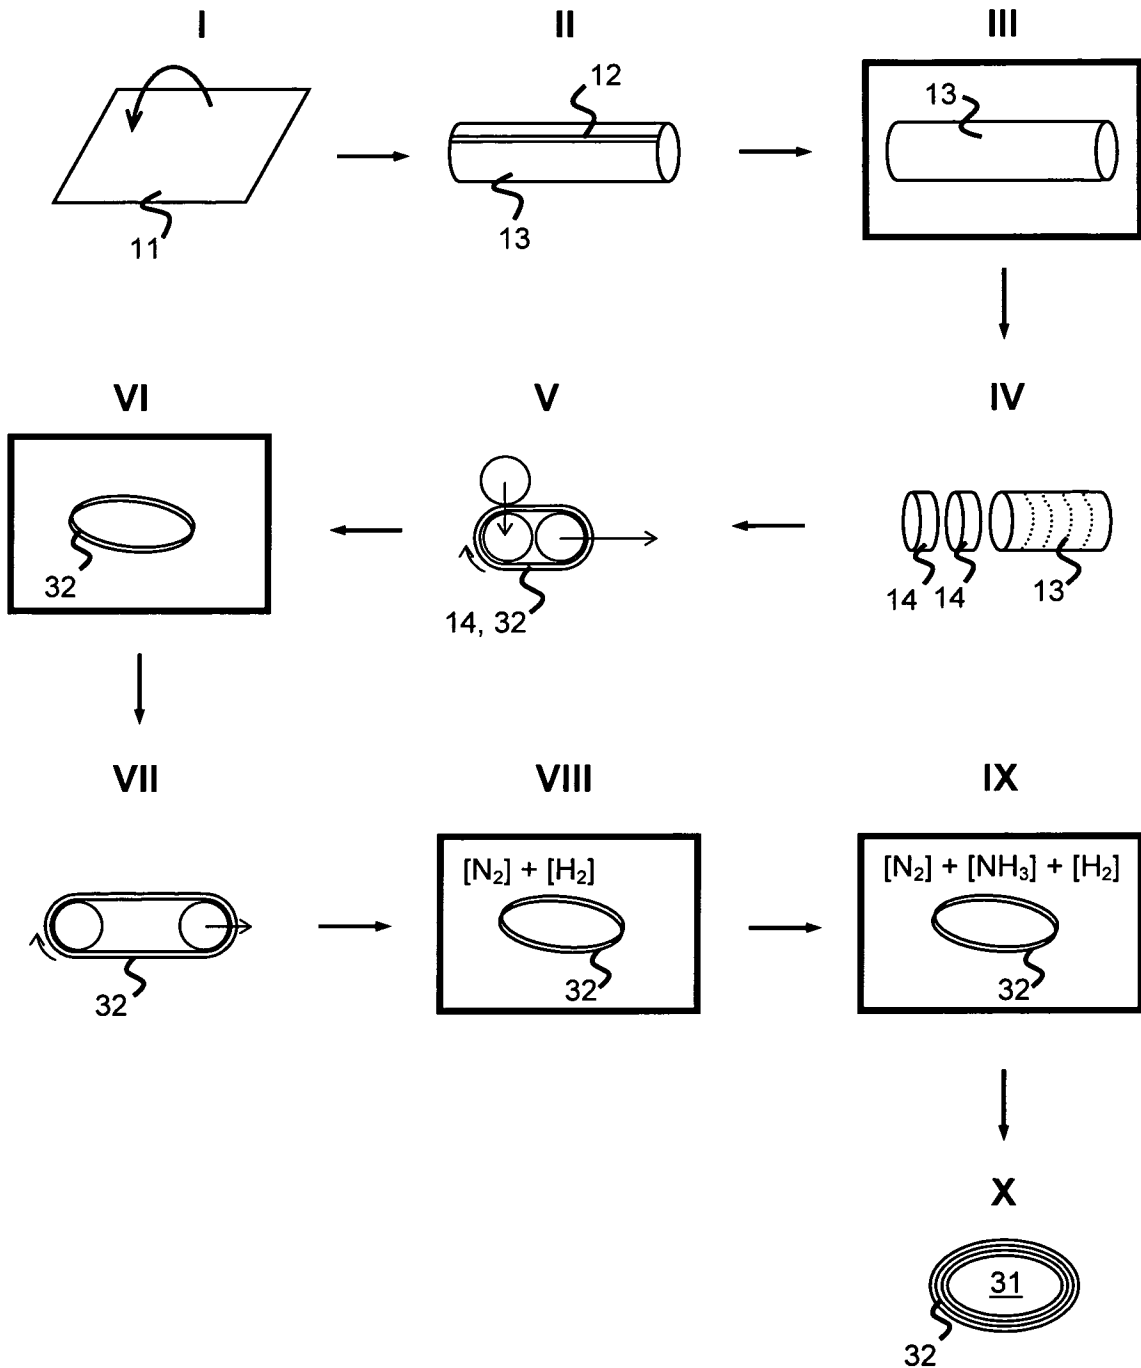 I
II
III
12
13
11
13
VI
V
IV
32
14, 32
14
14
13
VII
VIII
IX
[N₂] + [H₂]
[N₂] + [NH₃] + [H₂]
32
32
32
X
31
32